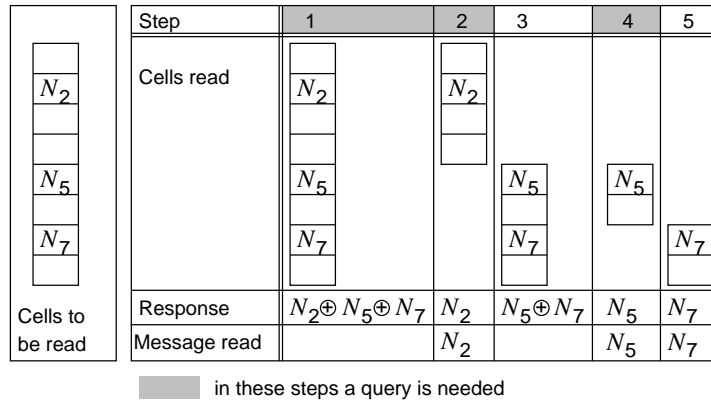 Step 1 2 3 4 5
Cells read
N2 N2 N2
N5 N5 N5 N5
N7 N7 N7 N7
Cells to
be read
Response N2 ⊕ N5 ⊕ N7 N2 N5 ⊕ N7 N5 N7
Message read N2 N5 N7
in these steps a query is needed